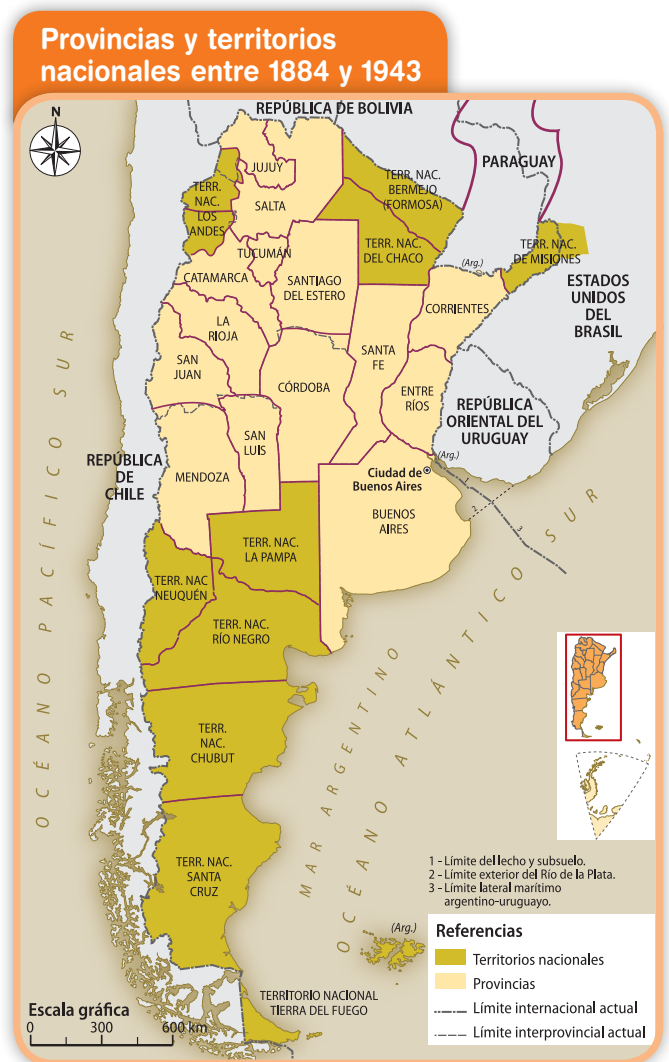 Provincias y territorios
nacionales entre 1884 y 1943
N
REPÚBLICA DE BOLIVIA
PARAGUAY
JUJUY
TERR. NAC.
BERMEJO
(FORMOSA)
TERR.
NAC.
LOS
ANDES
SALTA
TERR. NAC.
DEL CHACO
TERR. NAC.
DE MISIONES
TUCUMÁN
(Arg.)
CATAMARCA
SANTIAGO
DEL ESTERO
ESTADOS
UNIDOS
DEL
BRASIL
CORRIENTES
LA
RIOJA
SANTA
FE
SAN
JUAN
CÓRDOBA
ENTRE
RÍOS
REPÚBLICA
ORIENTAL DEL
URUGUAY
SAN
LUIS
REPÚBLICA
DE
CHILE
MENDOZA
(Arg.)
Ciudad de
Buenos Aires
1
2
3
BUENOS
AIRES
TERR. NAC.
LA PAMPA
TERR. NAC
NEUQUÉN
TERR. NAC.
RÍO NEGRO
TERR.
NAC.
CHUBUT
TERR. NAC.
SANTA
CRUZ
OCÉANO PACÍFICO SUR
MAR ARGENTINO
OCÉANO ATLÁNTICO SUR
1 - Límite del lecho y subsuelo.
2 - Límite exterior del Río de la Plata.
3 - Límite lateral marítimo
argentino-uruguayo.
(Arg.)
TERRITORIO NACIONAL
TIERRA DEL FUEGO
Referencias
Territorios nacionales
Provincias
Límite internacional actual
Límite interprovincial actual
Escala gráfica
0 300 600 km